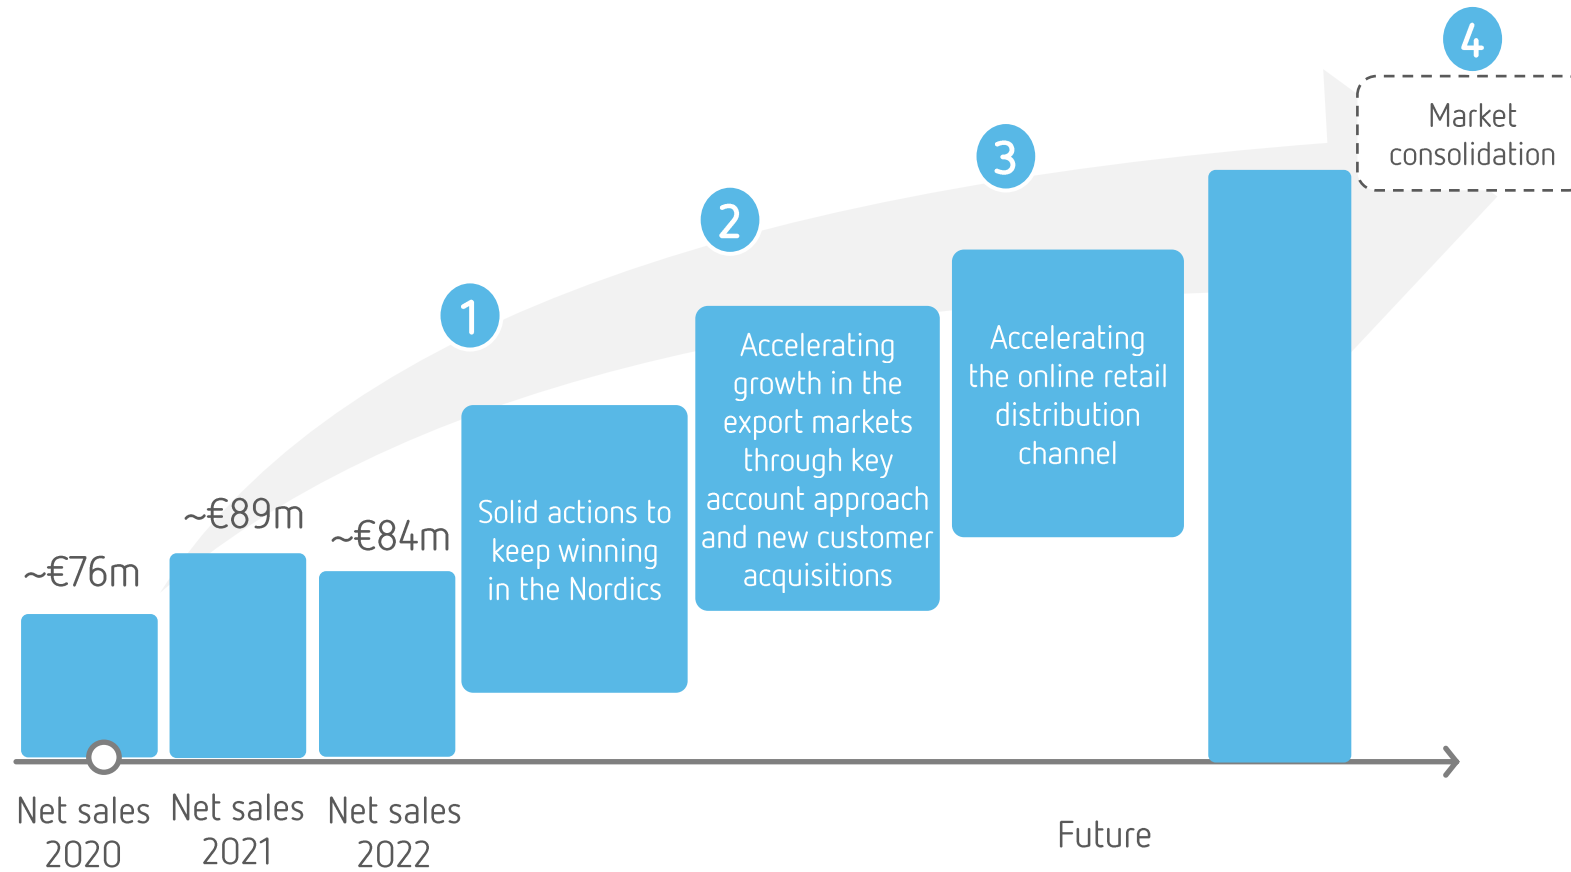 4
Market
consolidation
3
2
1
Accelerating
the online retail
distribution
channel
Accelerating
growth in the
export markets
through key
account approach
and new customer
acquisitions
Solid actions to
keep winning
in the Nordics
~€76m
~€89m
~€84m
Net sales
2020
Net sales
2021
Net sales
2022
Future